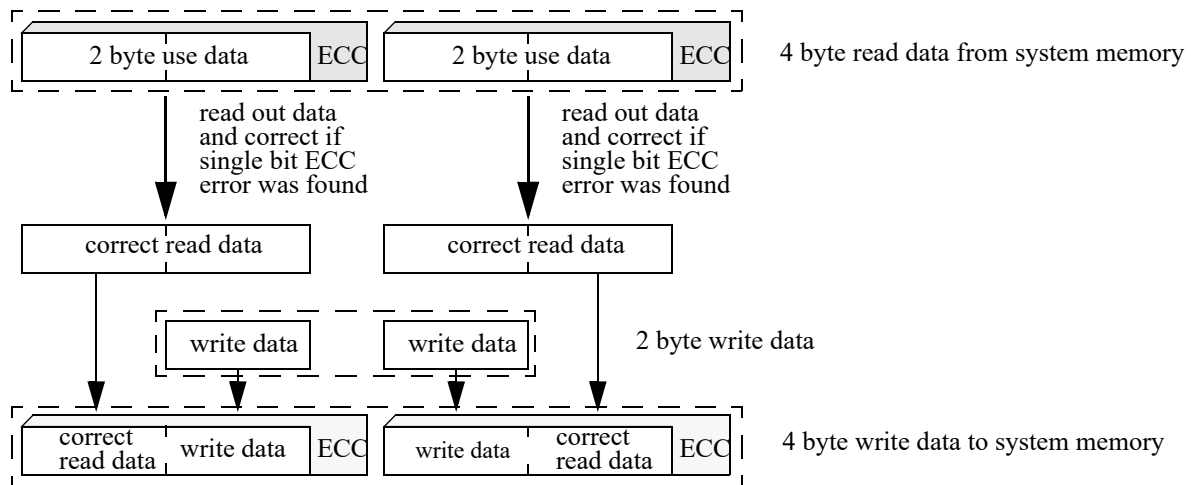 2 byte use data ECC 2 byte use data ECC 4 byte read data from system memory
read out data
and correct if
single bit ECC
error was found
read out data
and correct if
single bit ECC
error was found
correct read data correct read data
write data write data 2 byte write data
correct
read data
write data ECC
write data
correct
read data
ECC
4 byte write data to system memory